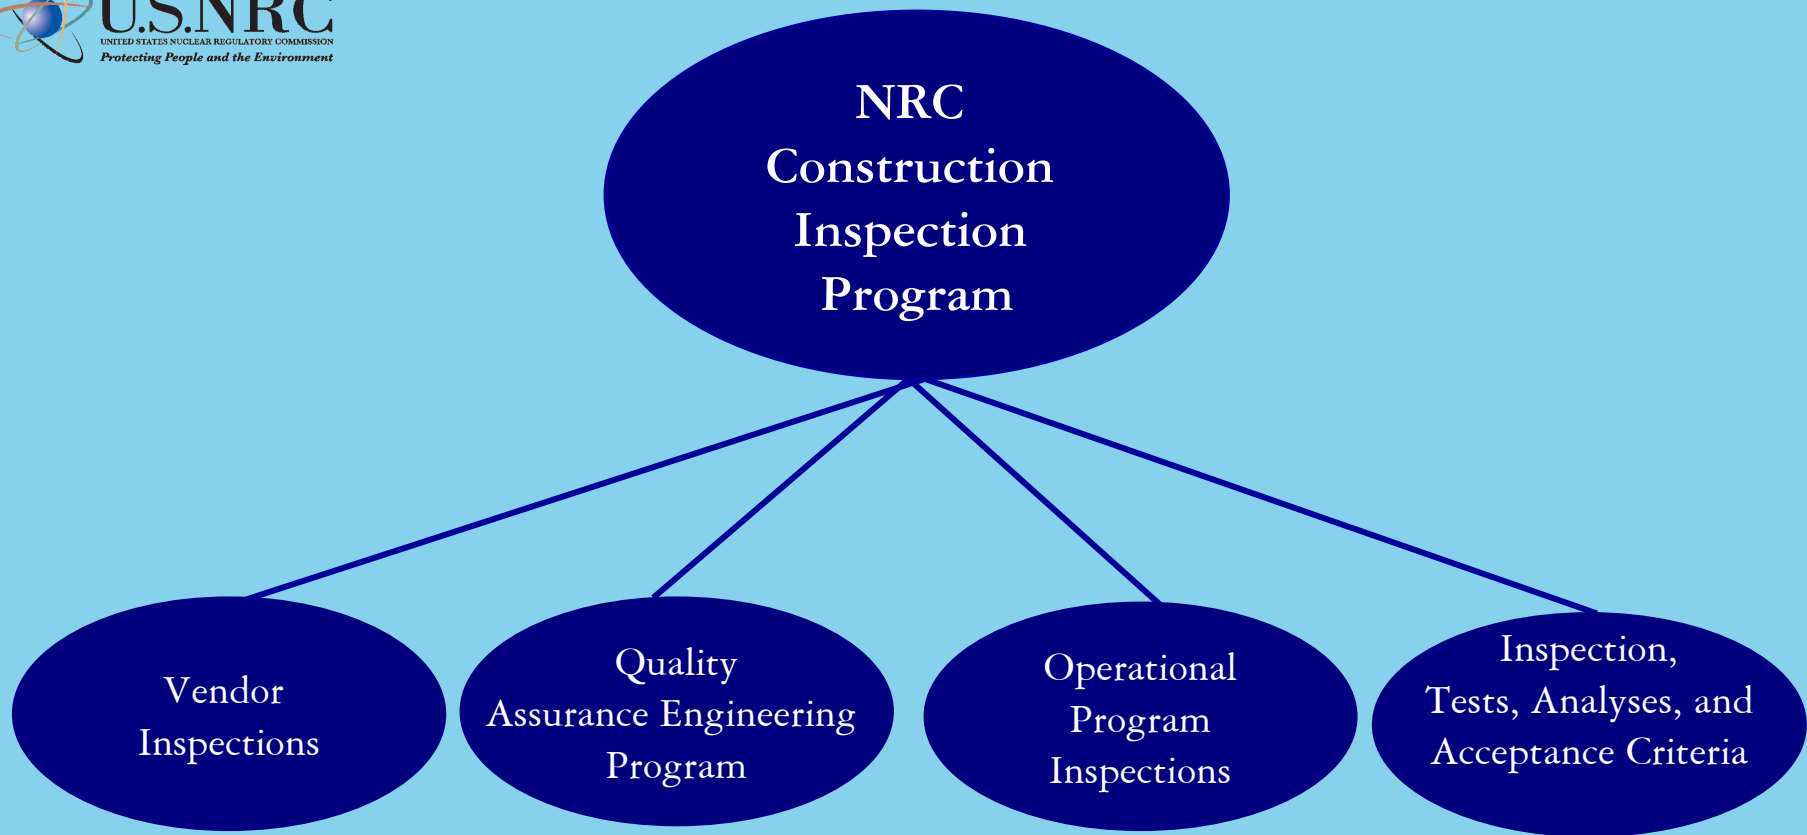 U.S.NRC
UNITED STATES NUCLEAR REGULATORY COMMISSION
Protecting People and the Environment
NRC
Construction
Inspection
Program
Vendor
Inspections
Quality
Assurance Engineering
Program
Operational
Program
Inspections
Inspection,
Tests, Analyses, and
Acceptance Criteria